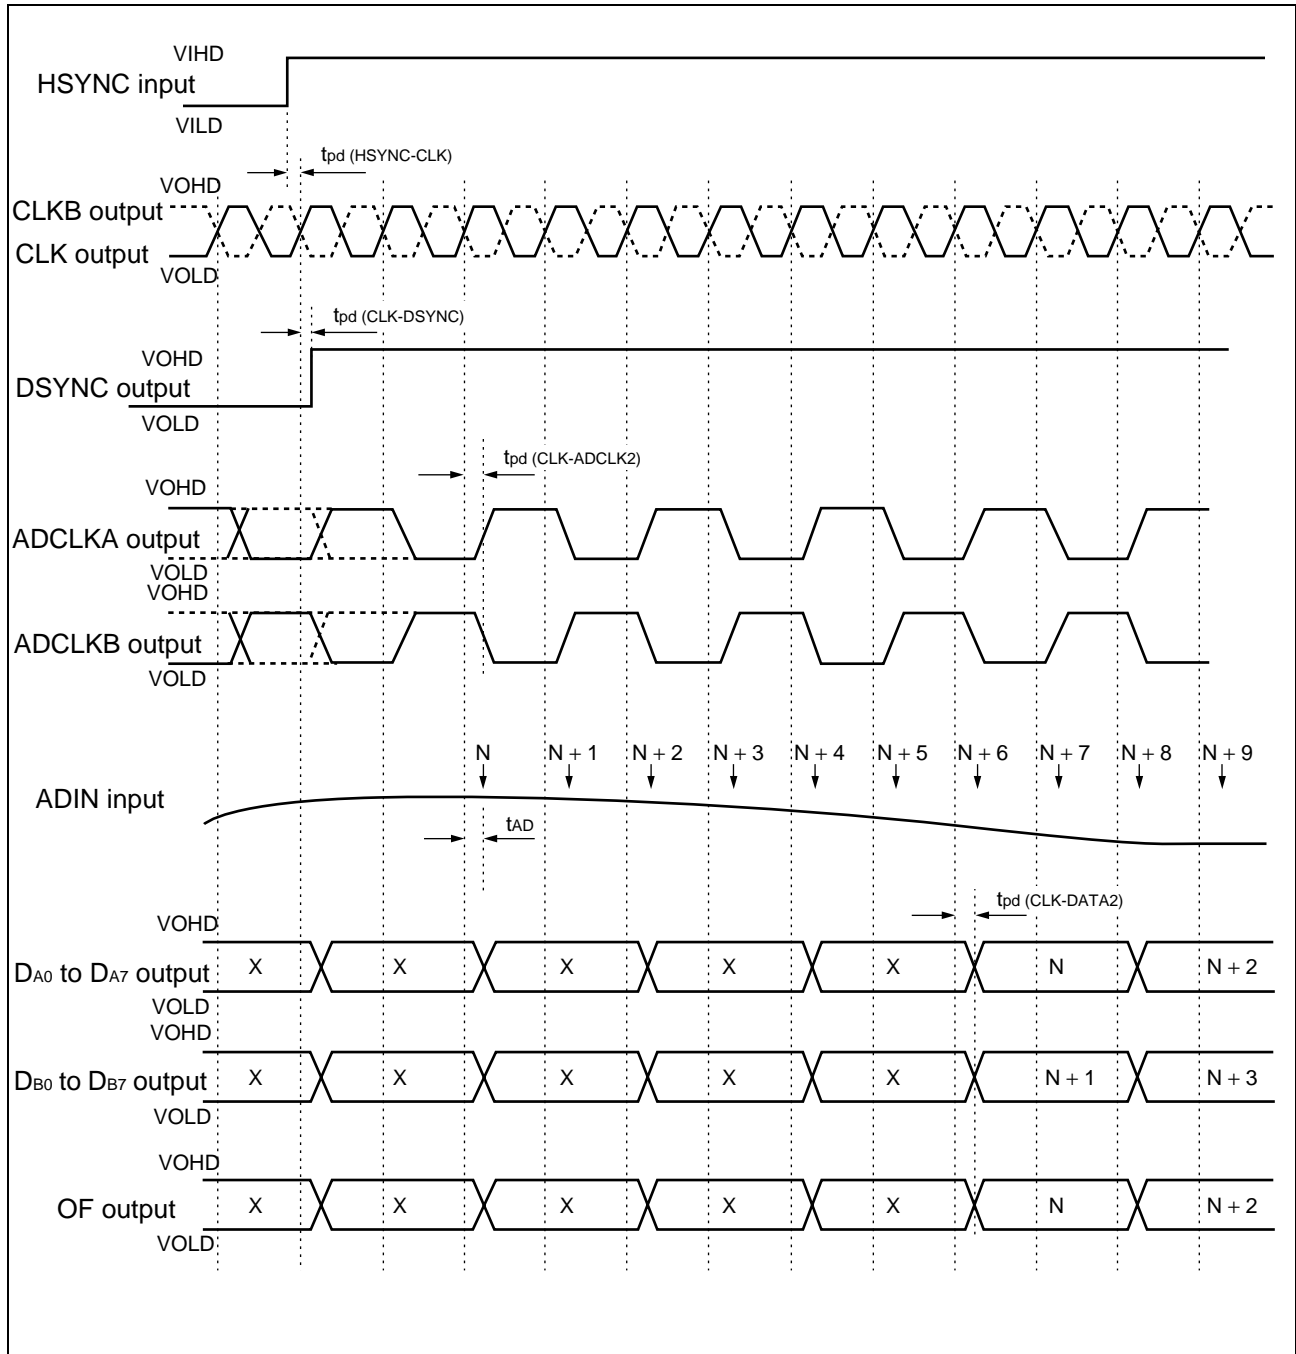 VIHD
HSYNC input
VILD
tpd (HSYNC-CLK)
VOHD
CLKB output
CLK output
VOLD
tpd (CLK-DSYNC)
VOHD
DSYNC output
VOLD
tpd (CLK-ADCLK2)
VOHD
ADCLKA output
VOLD
VOHD
ADCLKB output
VOLD
N N + 1 N + 2 N + 3 N + 4 N + 5 N + 6 N + 7 N + 8 N + 9
ADIN input
tAD
tpd (CLK-DATA2)
VOHD
DA0 to DA7 output X X X X X N N + 2
VOLD
VOHD
DB0 to DB7 output X X X X X N + 1 N + 3
VOLD
VOHD
OF output X X X X X N N + 2
VOLD